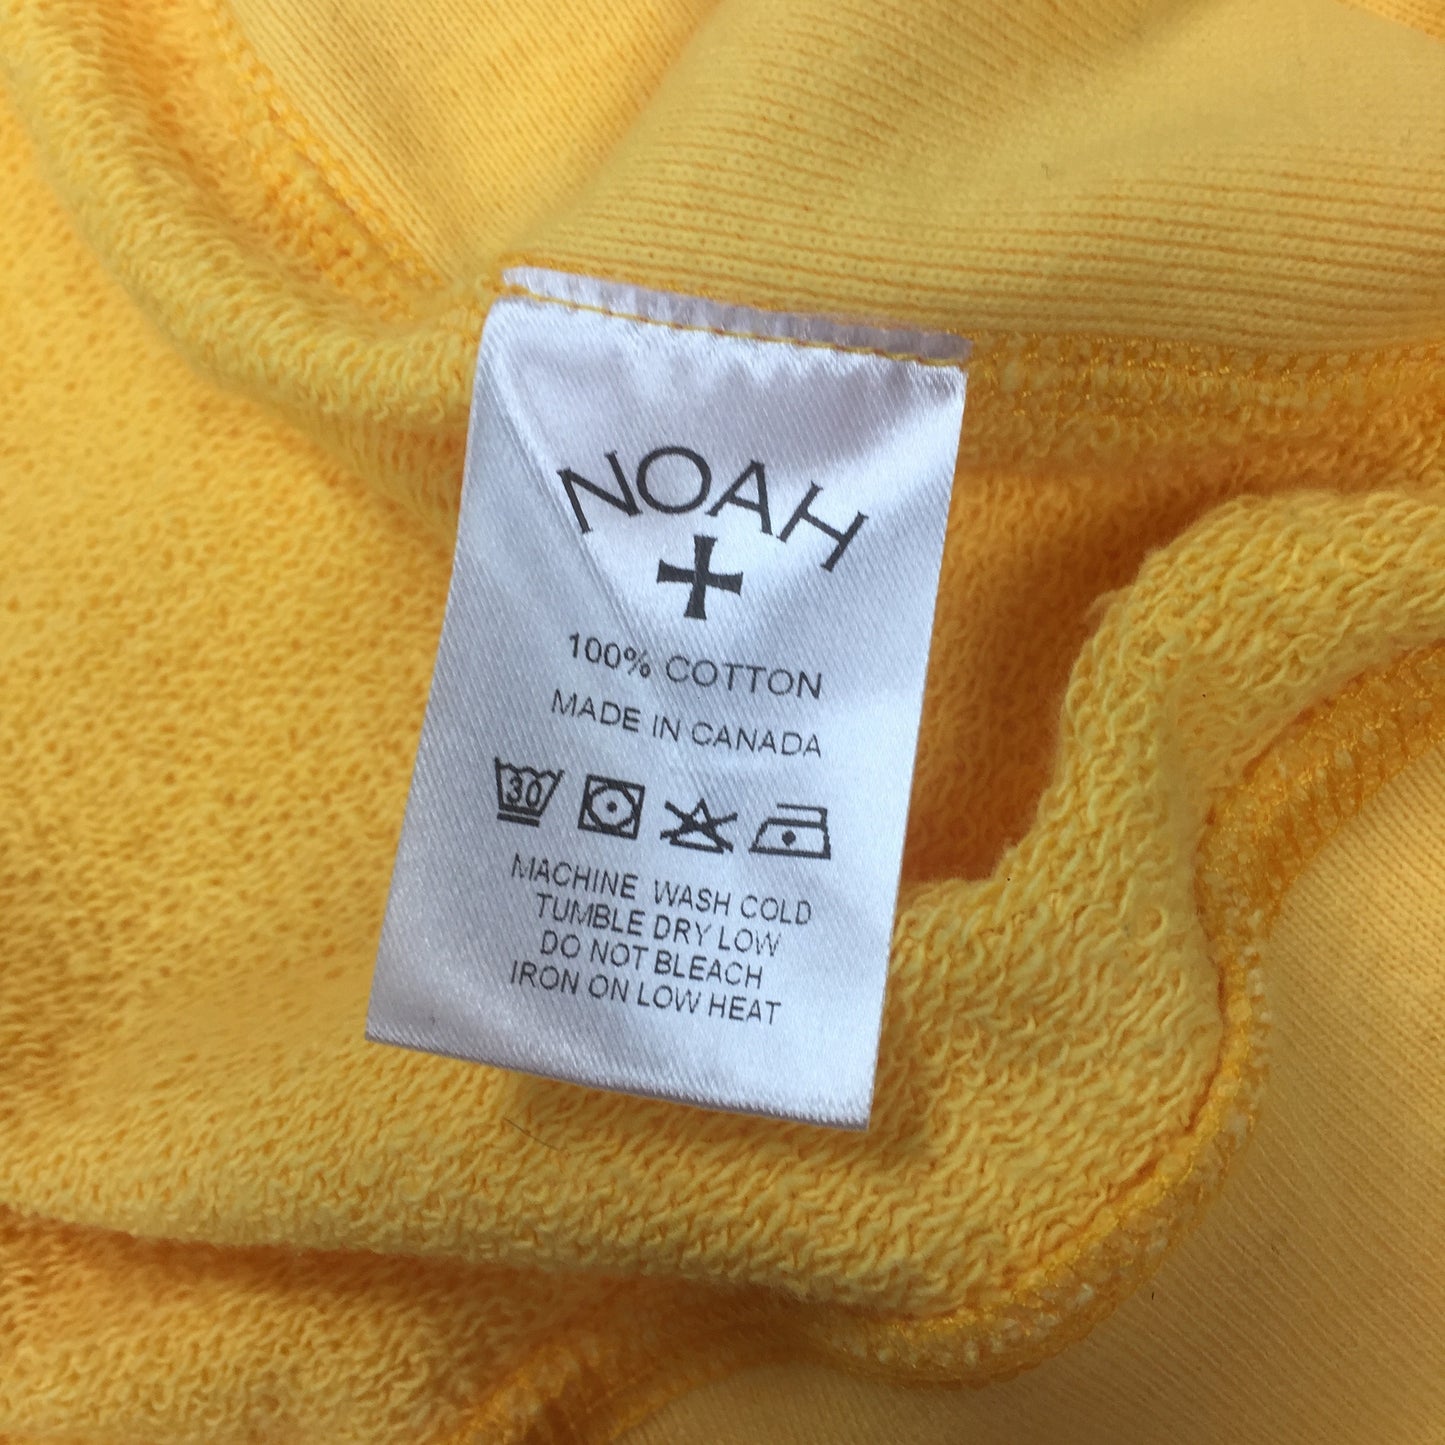 NOAH
100% COTTON
MADE IN CANADA
30
MACHINE WASH COLD
TUMBLE DRY LOW
DO NOT BLEACH
IRON ON LOW HEAT